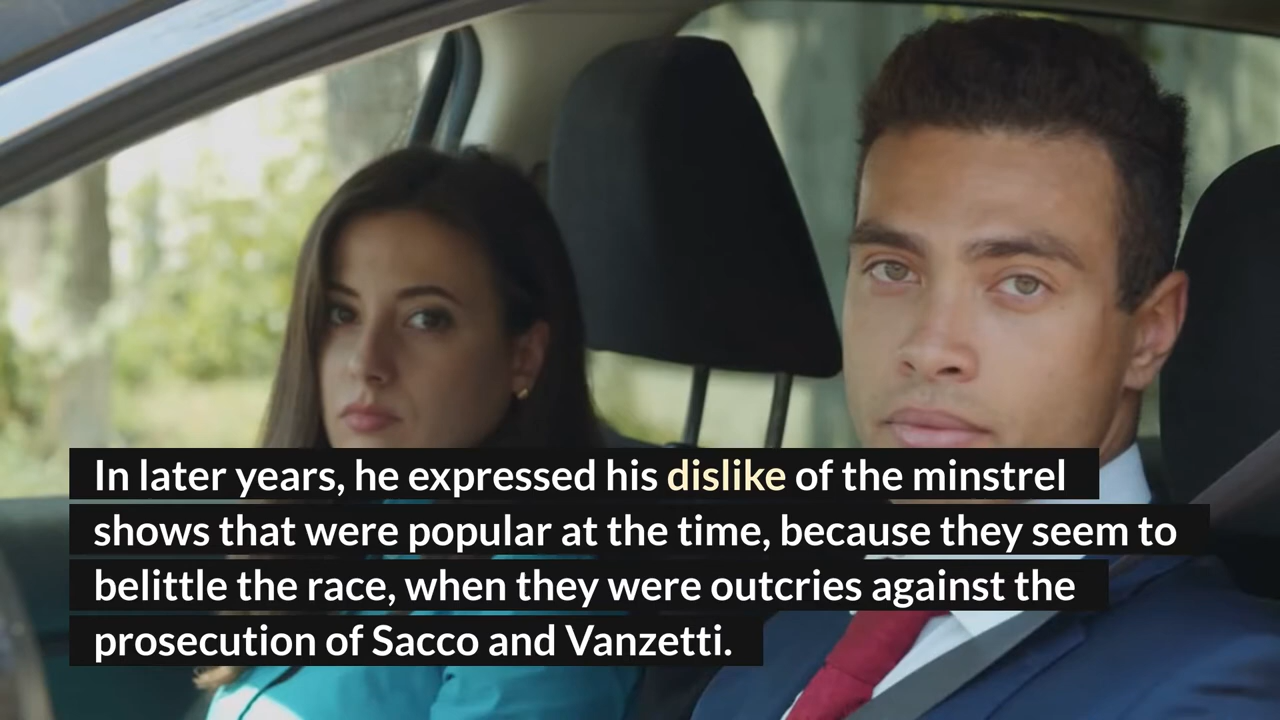 In later years, he expressed his dislike of the minstrel
shows that were popular at the time, because they seem to
belittle the race, when they were outcries against the
prosecution of Sacco and Vanzetti.